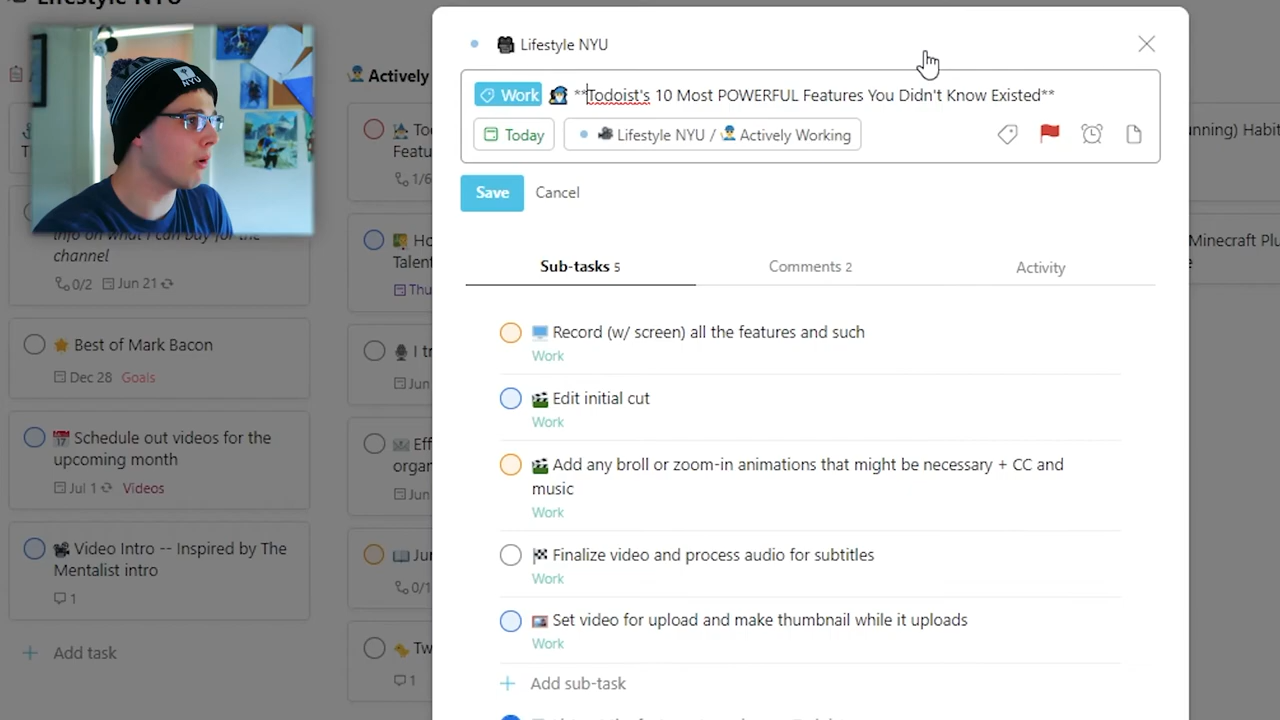 Lifestyle NYU
NYU
info on what I can buy for the
channel
0/2 Jun 21
Best of Mark Bacon
Dec 28 Goals
Schedule out videos for the
upcoming month
Jul 1 Videos
Video Intro -- Inspired by The
Mentalist intro
1
+ Add task
Actively
Too
Featu
1/6
Ho
Talent
Thu
I tr
Jun
Eff
organ
Jun
Jur
0/1
Tw
1
Lifestyle NYU
Work **Todoist's 10 Most POWERFUL Features You Didn't Know Existed**
Today Lifestyle NYU / Actively Working
Save Cancel
Sub-tasks 5 Comments 2 Activity
Record (w/ screen) all the features and such
Work
Edit initial cut
Work
Add any broll or zoom-in animations that might be necessary + CC and
music
Work
Finalize video and process audio for subtitles
Work
Set video for upload and make thumbnail while it uploads
Work
+ Add sub-task
unning) Habit
Minecraft Plu